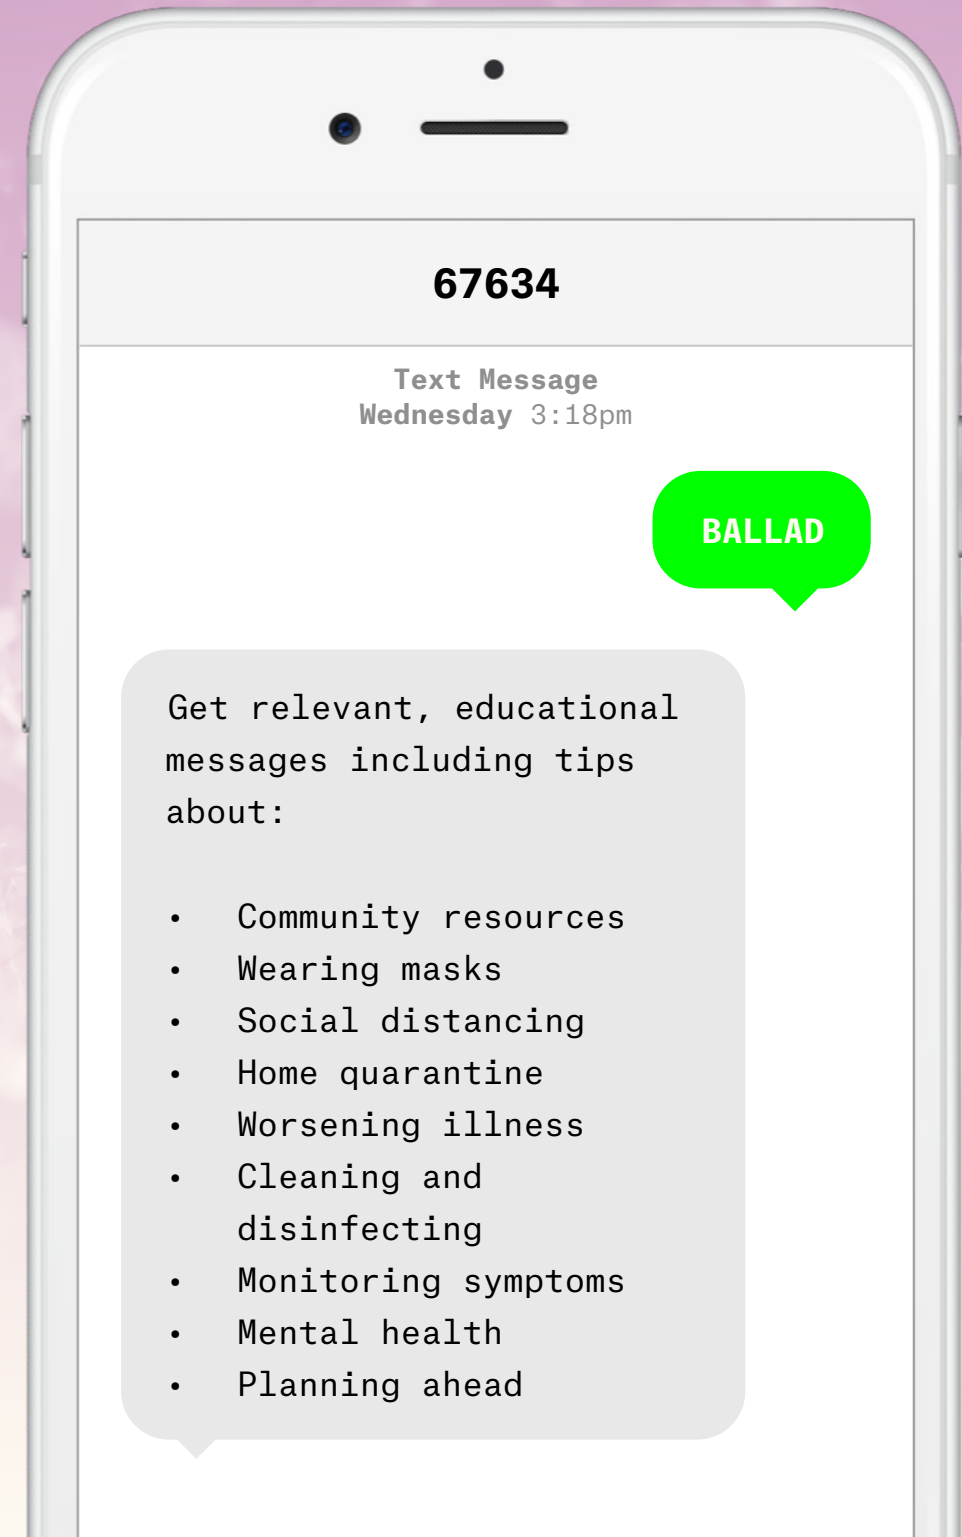 67634
Text Message
Wednesday 3:18pm
BALLAD
Get relevant, educational
messages including tips
about:
• Community resources
• Wearing masks
• Social distancing
• Home quarantine
• Worsening illness
• Cleaning and
disinfecting
• Monitoring symptoms
• Mental health
• Planning ahead